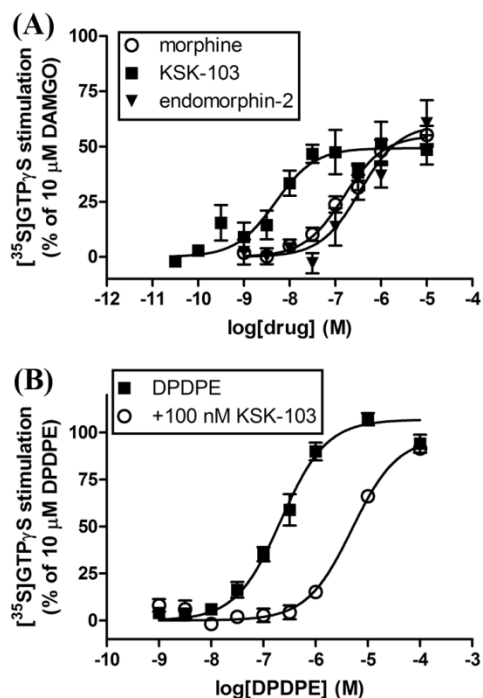 (A)
morphine
KSK-103
endomorphin-2
[³⁵S]GTPγS stimulation
(% of 10 μM DAMGO)
100
75
50
25
0
-12 -11 -10 -9 -8 -7 -6 -5 -4
log[drug] (M)
(B)
DPDPE
+100 nM KSK-103
[³⁵S]GTPγS stimulation
(% of 10 μM DPDPE)
100
75
50
25
0
-10 -9 -8 -7 -6 -5 -4 -3
log[DPDPE] (M)